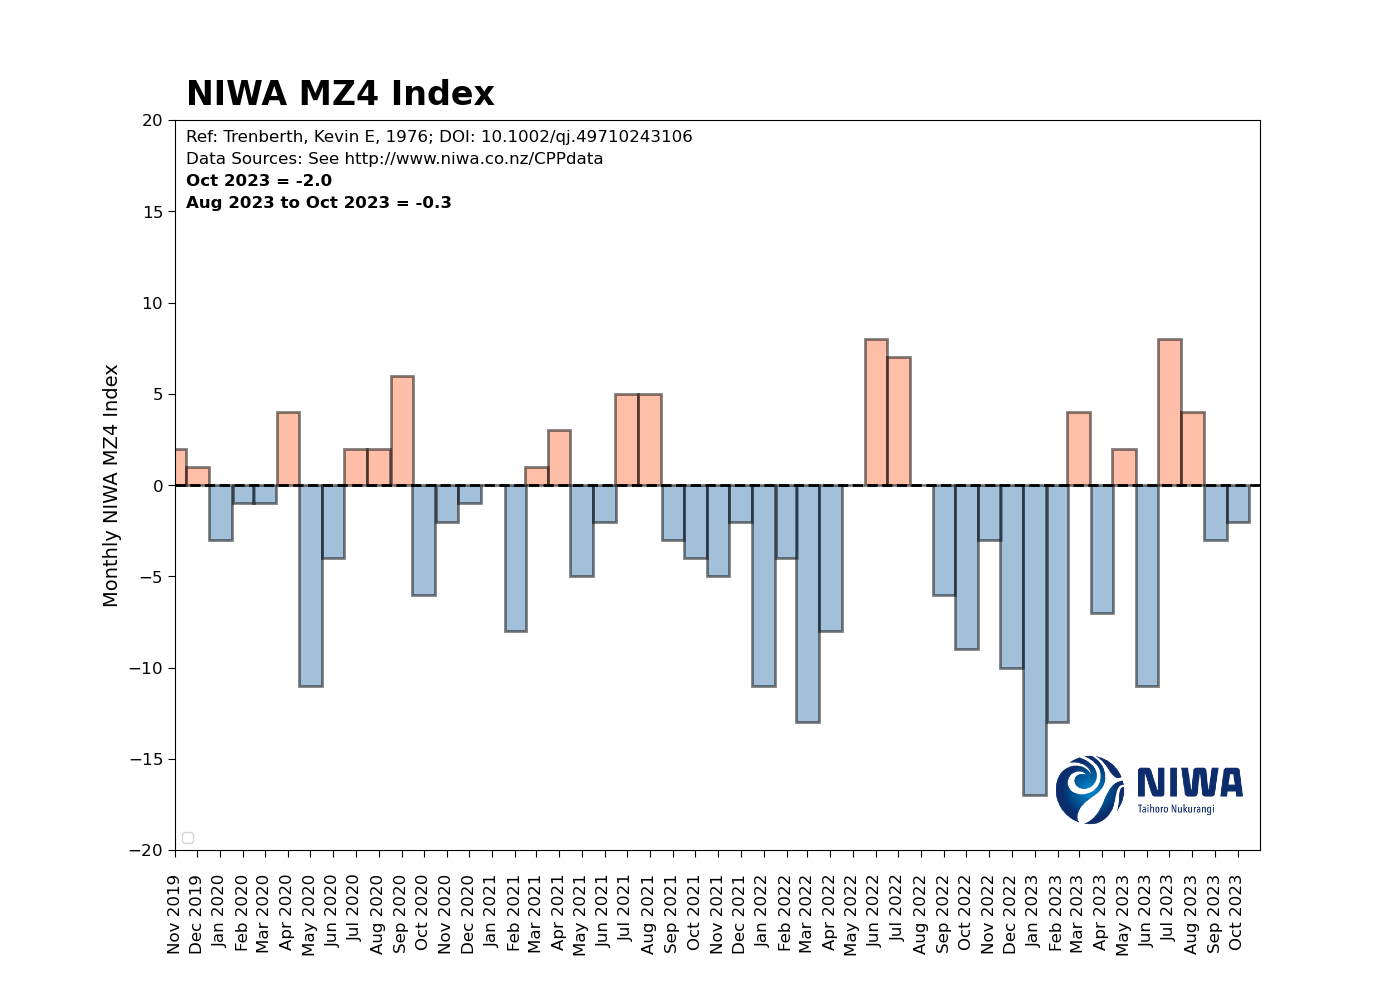 NIWA MZ4 Index
Ref: Trenberth, Kevin E, 1976; DOI: 10.1002/qj.49710243106
Data Sources: See http://www.niwa.co.nz/CPPdata
Oct 2023 = -2.0
Aug 2023 to Oct 2023 = -0.3
Monthly NIWA MZ4 Index
20
15
10
5
0
−5
−10
−15
−20
NIWA
Taihoro Nukurangi
Nov 2019
Dec 2019
Jan 2020
Feb 2020
Mar 2020
Apr 2020
May 2020
Jun 2020
Jul 2020
Aug 2020
Sep 2020
Oct 2020
Nov 2020
Dec 2020
Jan 2021
Feb 2021
Mar 2021
Apr 2021
May 2021
Jun 2021
Jul 2021
Aug 2021
Sep 2021
Oct 2021
Nov 2021
Dec 2021
Jan 2022
Feb 2022
Mar 2022
Apr 2022
May 2022
Jun 2022
Jul 2022
Aug 2022
Sep 2022
Oct 2022
Nov 2022
Dec 2022
Jan 2023
Feb 2023
Mar 2023
Apr 2023
May 2023
Jun 2023
Jul 2023
Aug 2023
Sep 2023
Oct 2023